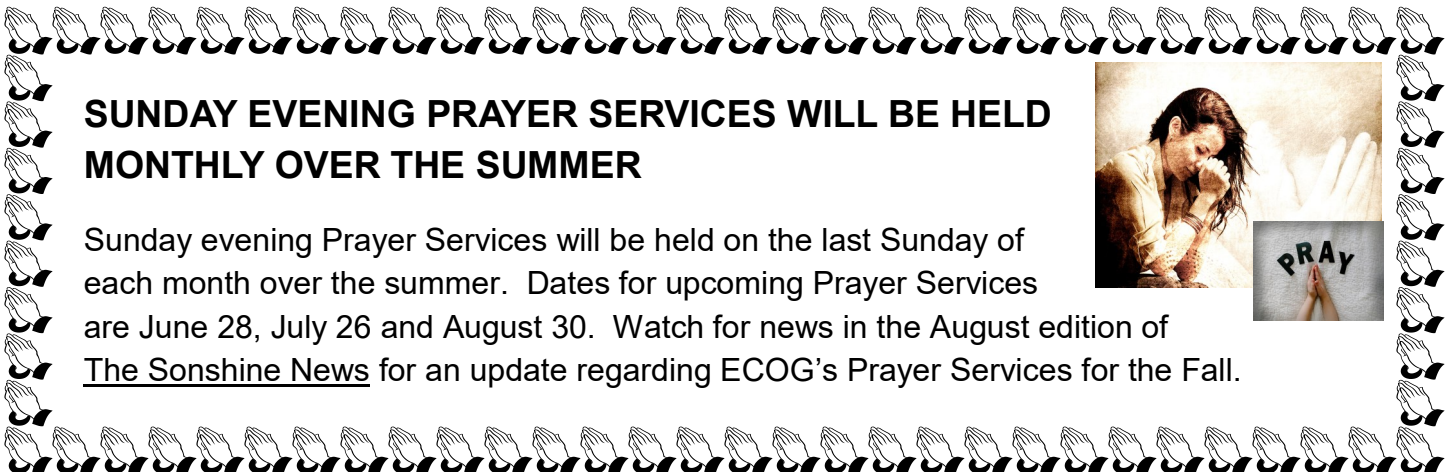 SUNDAY EVENING PRAYER SERVICES WILL BE HELD
MONTHLY OVER THE SUMMER
Sunday evening Prayer Services will be held on the last Sunday of
each month over the summer.  Dates for upcoming Prayer Services
are June 28, July 26 and August 30.  Watch for news in the August edition of
The Sonshine News for an update regarding ECOG’s Prayer Services for the Fall.
PRAY